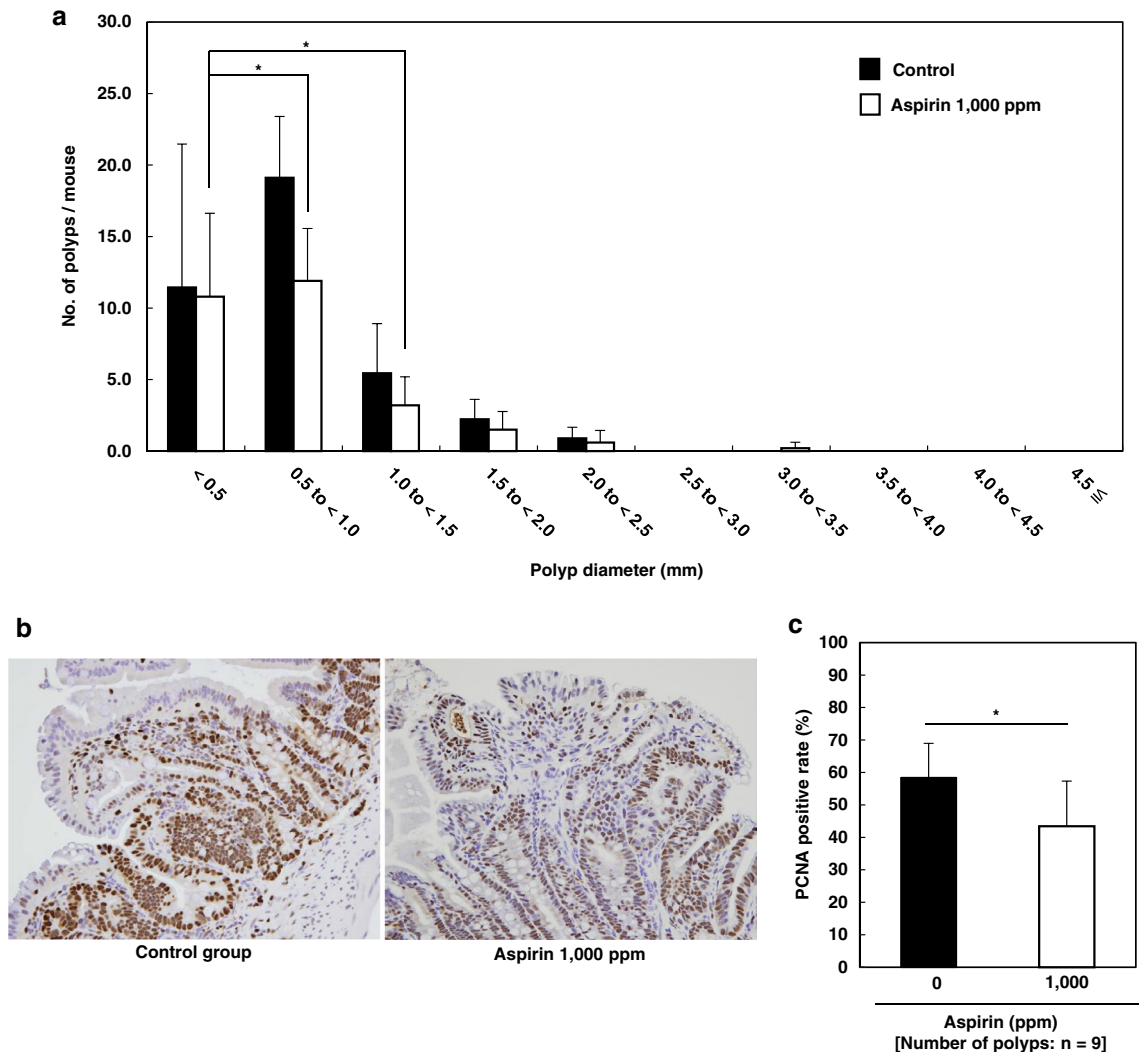 a
30.0
25.0
20.0
15.0
10.0
5.0
0.0
No. of polyps / mouse
*
*
Control
Aspirin 1,000 ppm
< 0.5
0.5 to < 1.0
1.0 to < 1.5
1.5 to < 2.0
2.0 to < 2.5
2.5 to < 3.0
3.0 to < 3.5
3.5 to < 4.0
4.0 to < 4.5
4.5 ≦
Polyp diameter (mm)
b
Control group
Aspirin 1,000 ppm
c
100
90
80
70
60
50
40
30
20
10
0
PCNA positive rate (%)
*
0
1,000
Aspirin (ppm)
[Number of polyps: n = 9]